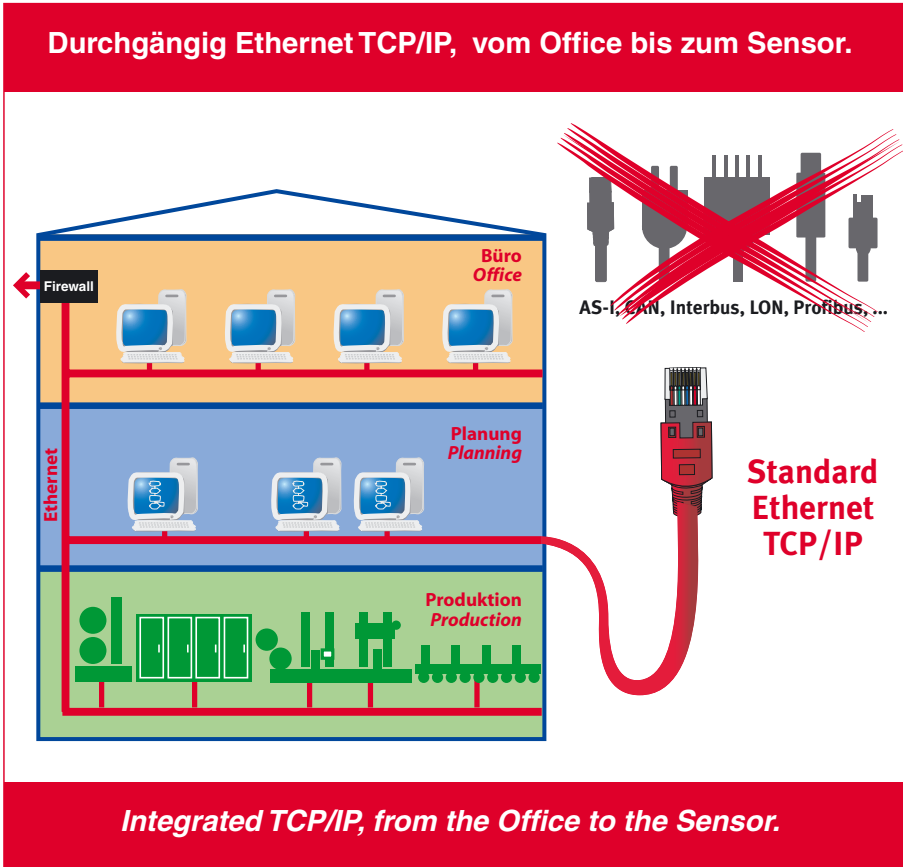 Durchgängig Ethernet TCP/IP, vom Office bis zum Sensor.
AS-I, CAN, Interbus, LON, Profibus, ...
Büro
Office
Firewall
Planung
Planning
Ethernet
Standard
Ethernet
TCP/IP
Produktion
Production
Integrated TCP/IP, from the Office to the Sensor.